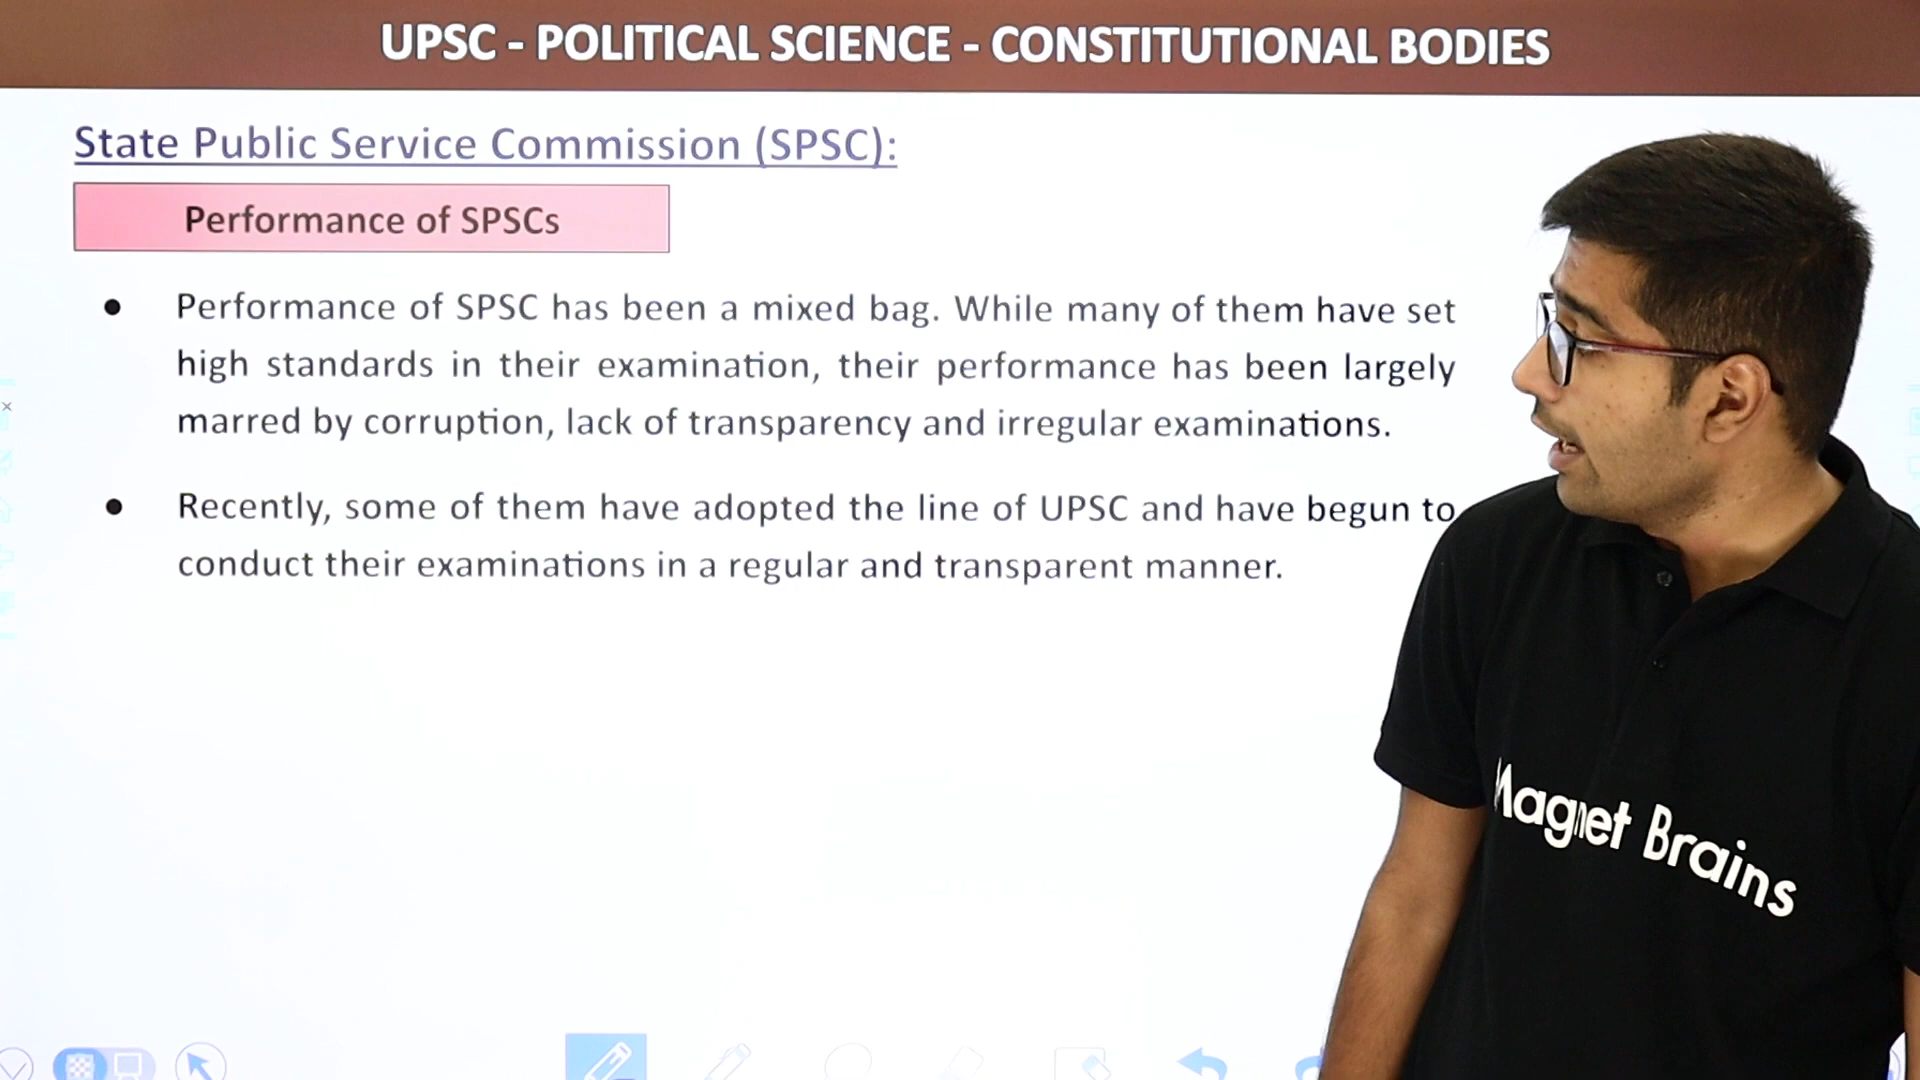 UPSC - POLITICAL SCIENCE - CONSTITUTIONAL BODIES
State Public Service Commission (SPSC):
Performance of SPSCs
● Performance of SPSC has been a mixed bag. While many of them have set
high standards in their examination, their performance has been largely
marred by corruption, lack of transparency and irregular examinations.
● Recently, some of them have adopted the line of UPSC and have begun to
conduct their examinations in a regular and transparent manner.
Magnet Brains